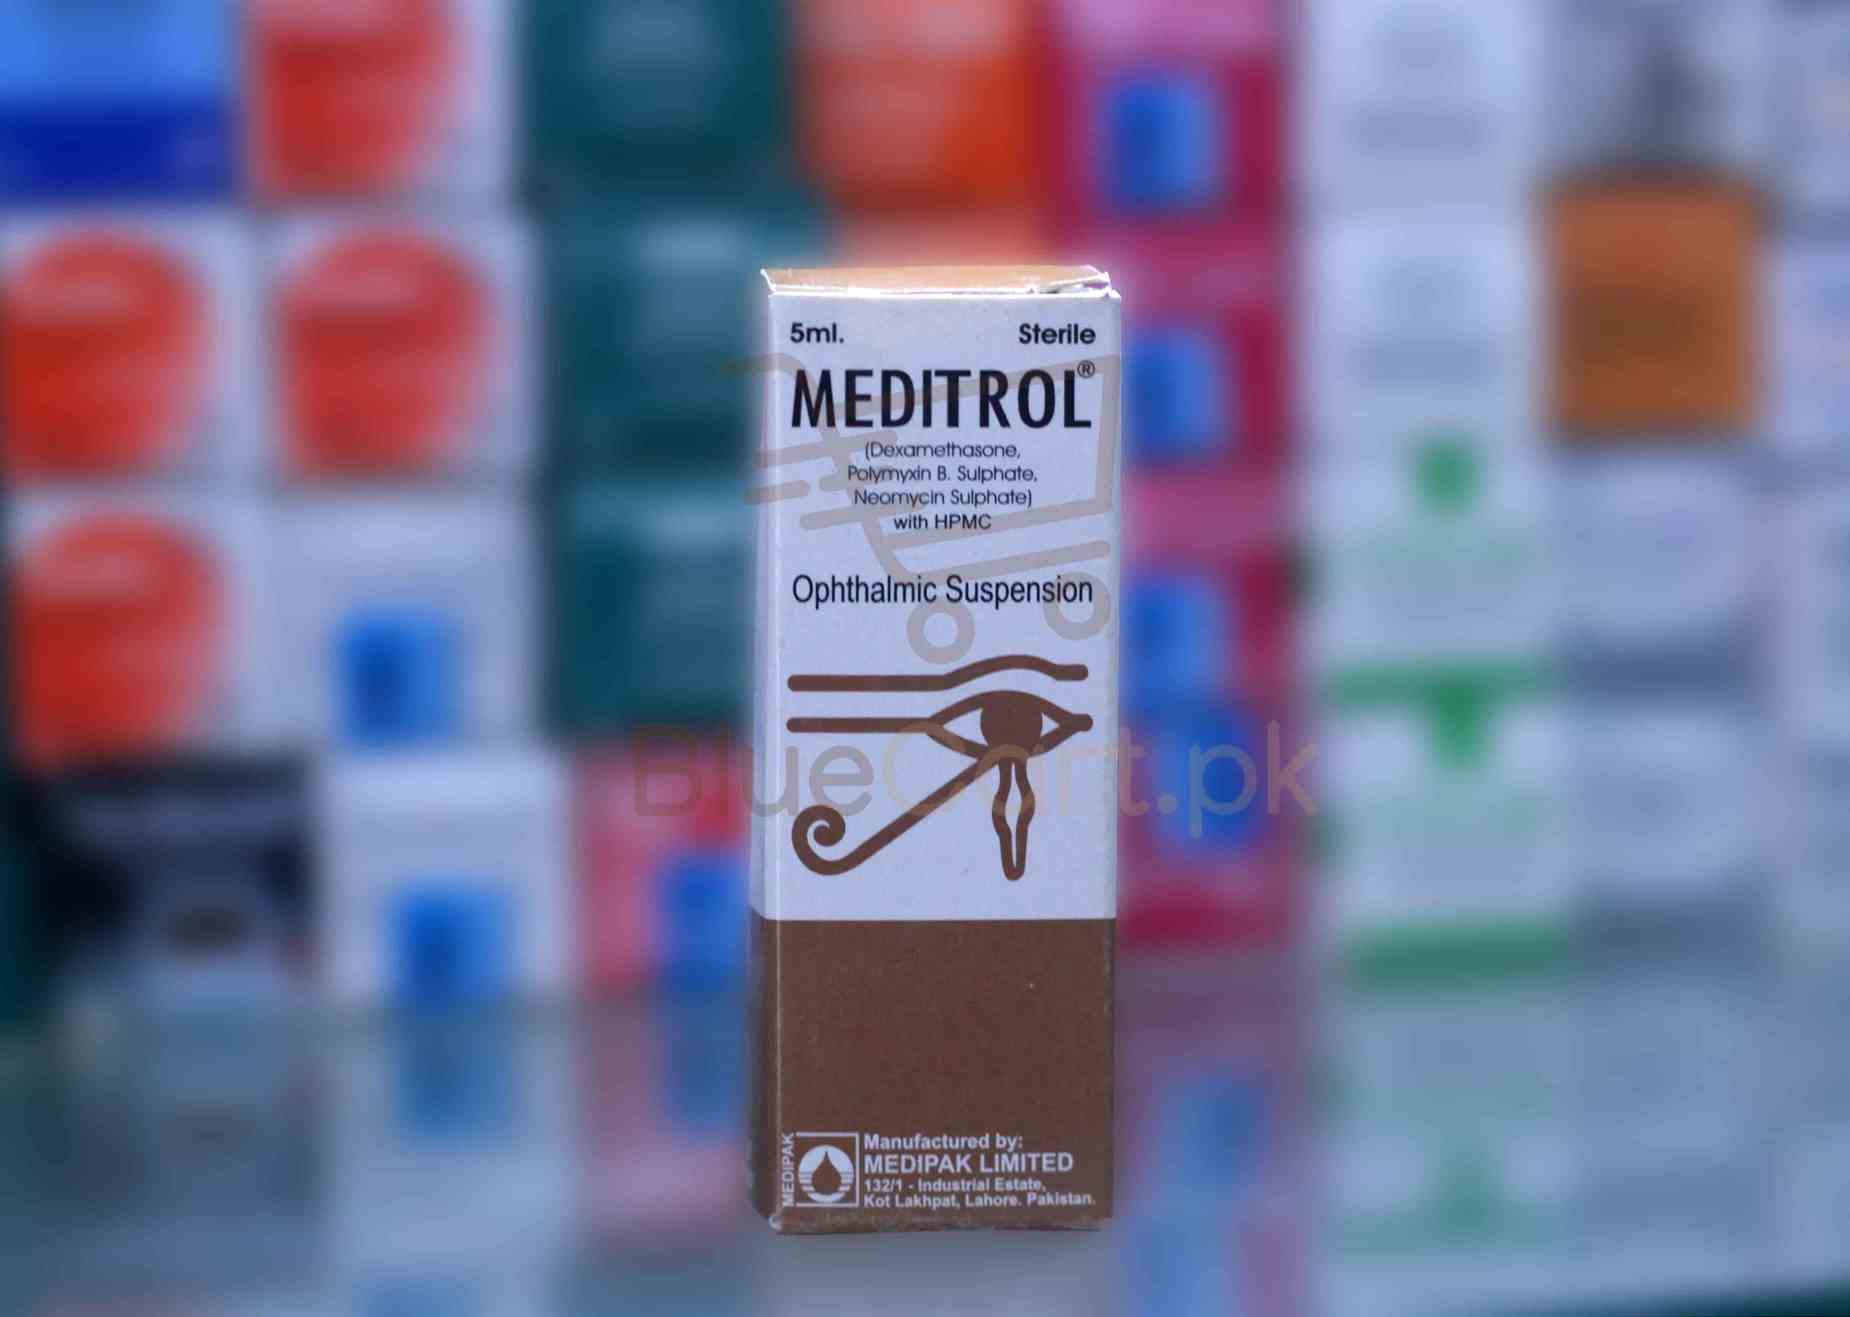 5ml. Sterile
MEDITROL®
(Dexamethasone,
Polymyxin B. Sulphate,
Neomycin Sulphate)
with HPMC
Ophthalmic Suspension
BlueCart.pk
MEDIPAK
Manufactured by:
MEDIPAK LIMITED
132/1 - Industrial Estate,
Kot Lakhpat, Lahore. Pakistan.